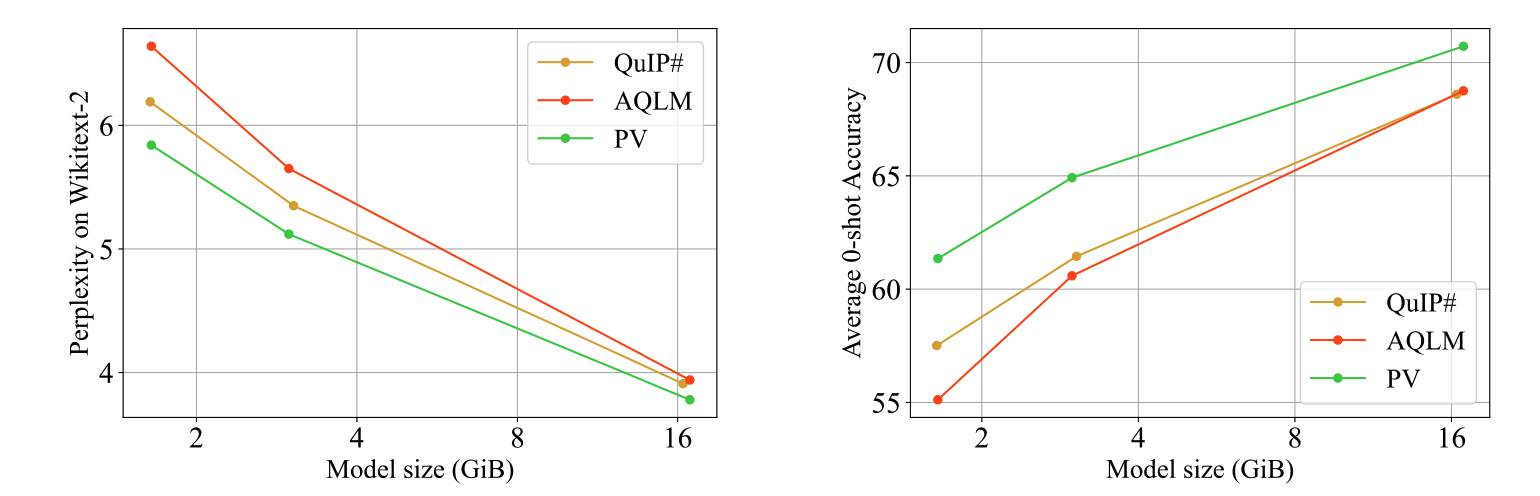 Perplexity on Wikitext-2
6
5
4
2
4
8
16
Model size (GiB)
QuIP#
AQLM
PV
Average 0-shot Accuracy
70
65
60
55
2
4
8
16
Model size (GiB)
QuIP#
AQLM
PV